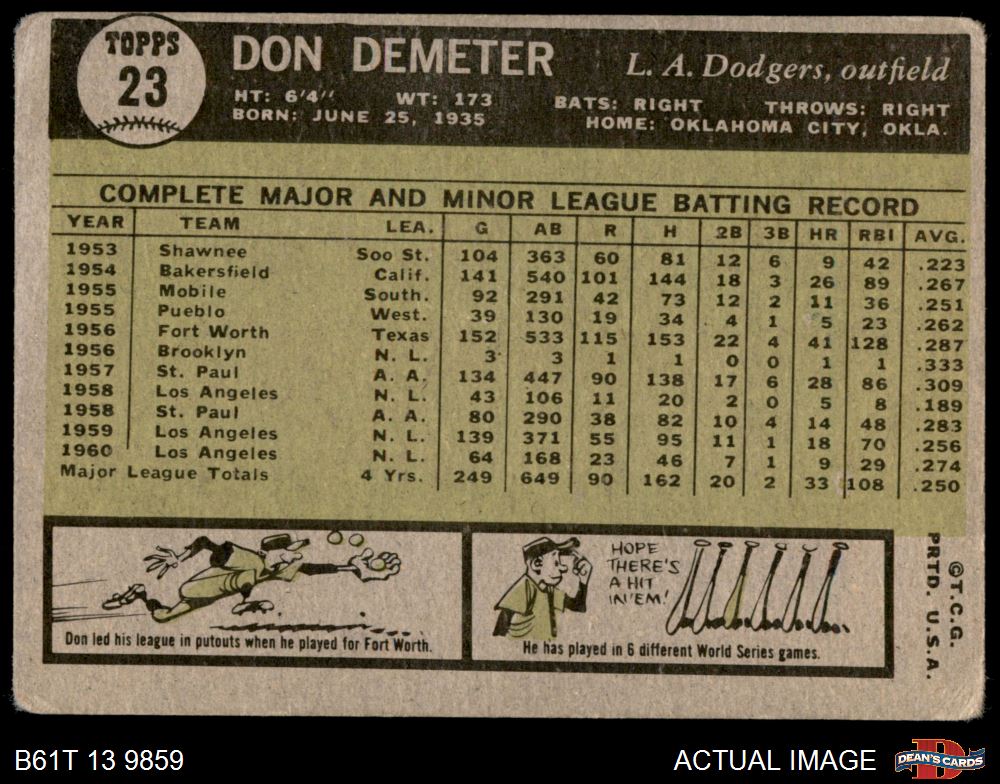 TOPPS
23
DON DEMETER
L. A. Dodgers, outfield
HT: 6'4" WT: 173 BATS: RIGHT THROWS: RIGHT
BORN: JUNE 25, 1935 HOME: OKLAHOMA CITY, OKLA.
COMPLETE MAJOR AND MINOR LEAGUE BATTING RECORD
YEAR TEAM LEA. G AB R H 2B 3B HR RBI AVG.
1953 Shawnee Soo St. 104 363 60 81 12 6 9 42 .223
1954 Bakersfield Calif. 141 540 101 144 18 3 26 89 .267
1955 Mobile South. 92 291 42 73 12 2 11 36 .251
1955 Pueblo West. 39 130 19 34 4 1 5 23 .262
1956 Fort Worth Texas 152 533 115 153 22 4 41 128 .287
1956 Brooklyn N. L. 3 3 1 1 0 0 1 1 .333
1957 St. Paul A. A. 134 447 90 138 17 6 28 86 .309
1958 Los Angeles N. L. 43 106 11 20 2 0 5 8 .189
1958 St. Paul A. A. 80 290 38 82 10 4 14 48 .283
1959 Los Angeles N. L. 139 371 55 95 11 1 18 70 .256
1960 Los Angeles N. L. 64 168 23 46 7 1 9 29 .274
Major League Totals 4 Yrs. 249 649 90 162 20 2 33 108 .250
Don led his league in putouts when he played for Fort Worth.
HOPE
THERE'S
A HIT
IN 'EM!
He has played in 6 different World Series games.
©T.C.G.
PRTD. U.S.A.
B61T 13 9859
ACTUAL IMAGE
DEAN'S CARDS